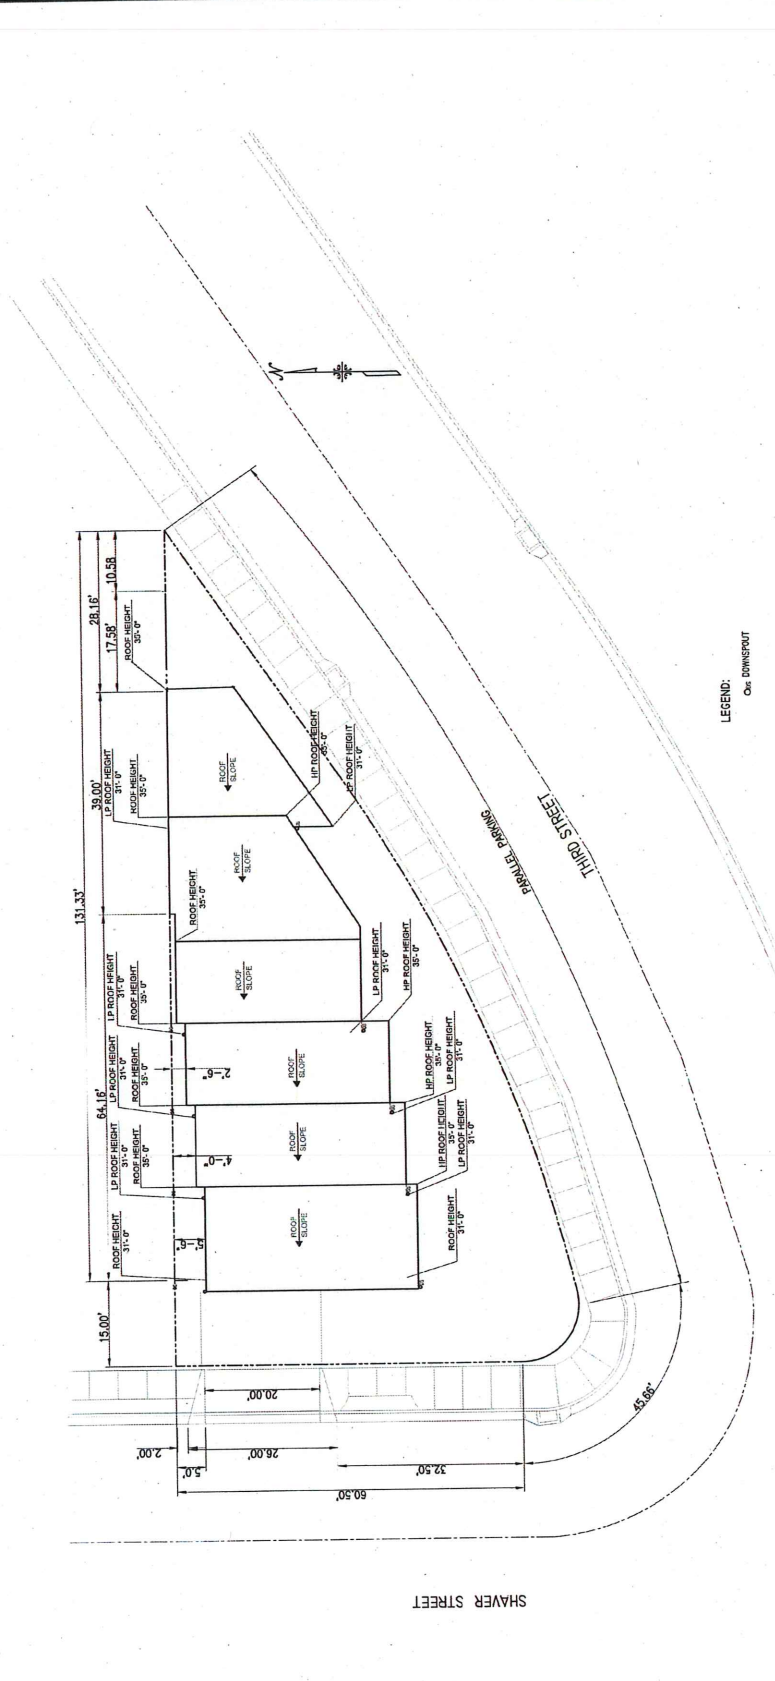 131.33'
28.16'
10.58
17.58'
ROOF HEIGHT
35'- 0"
39.00'
LP ROOF HEIGHT
31'- 0"
ROOF HEIGHT
35'- 0"
ROOF
SLOPE
HP ROOF HEIGHT
35'- 0"
LP ROOF HEIGHT
31'- 0"
ROOF
SLOPE
ROOF HEIGHT
35'- 0"
ROOF
SLOPE
LP ROOF HEIGHT
31'- 0"
HP ROOF HEIGHT
35'- 0"
64.16'
LP ROOF HEIGHT
31'- 0"
ROOF HEIGHT
35'- 0"
2'-6"
ROOF
SLOPE
HP ROOF HEIGHT
35'- 0"
LP ROOF HEIGHT
31'- 0"
LP ROOF HEIGHT
31'- 0"
ROOF HEIGHT
35'- 0"
4'-0"
ROOF
SLOPE
HP ROOF HEIGHT
35'- 0"
LP ROOF HEIGHT
31'- 0"
LP ROOF HEIGHT
31'- 0"
ROOF HEIGHT
35'- 0"
ROOF
SLOPE
ROOF HEIGHT
31'- 0"
ROOF HEIGHT
31'- 0"
15.00'
20.00'
2.00'
5.0'
26.00'
32.50'
60.50'
45.66'
N
PARALLEL PARKING
THIRD STREET
SHAVER STREET
LEGEND:
DOWNSPOUT